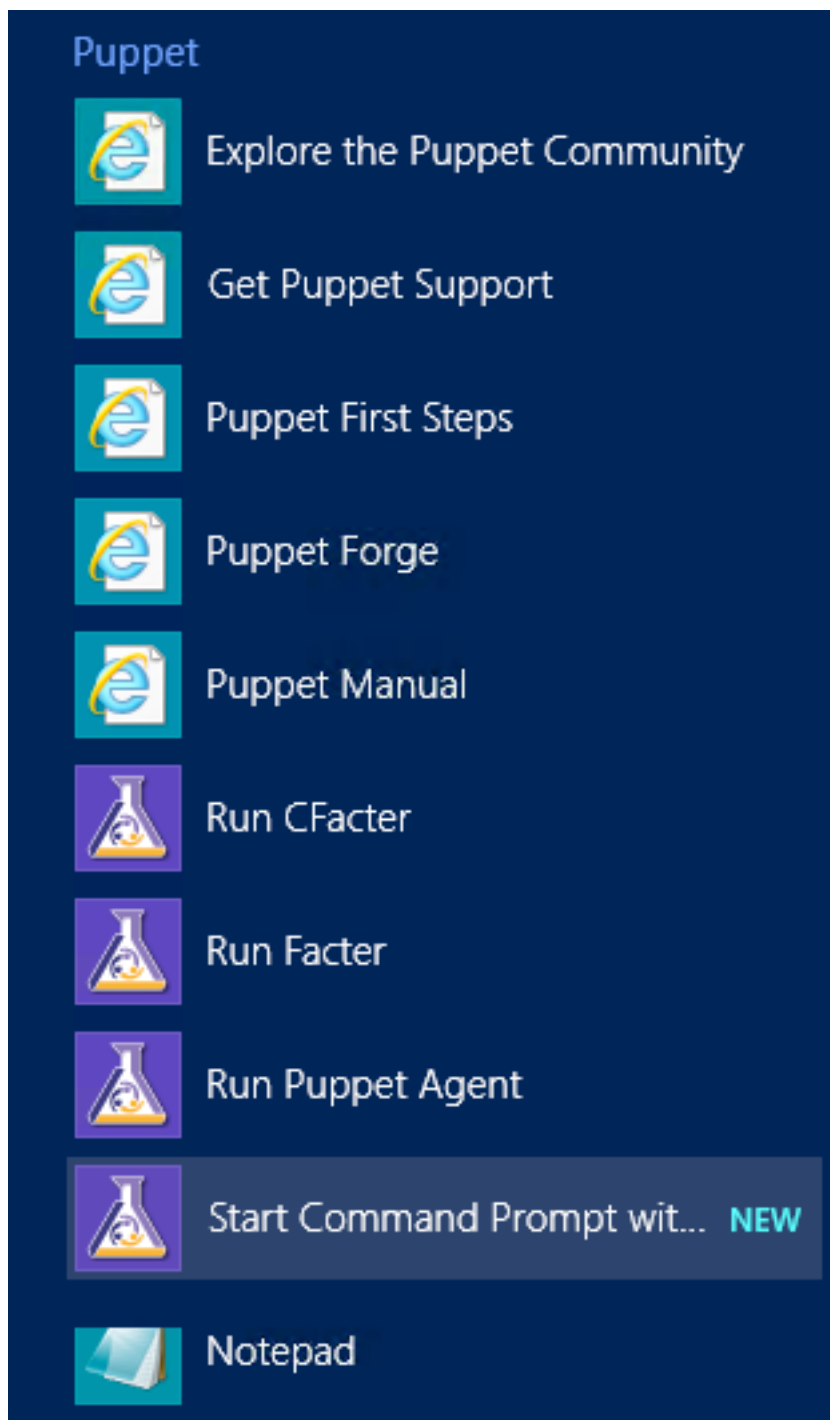 Puppet
Explore the Puppet Community
Get Puppet Support
Puppet First Steps
Puppet Forge
Puppet Manual
Run CFacter
Run Facter
Run Puppet Agent
Start Command Prompt wit... NEW
Notepad